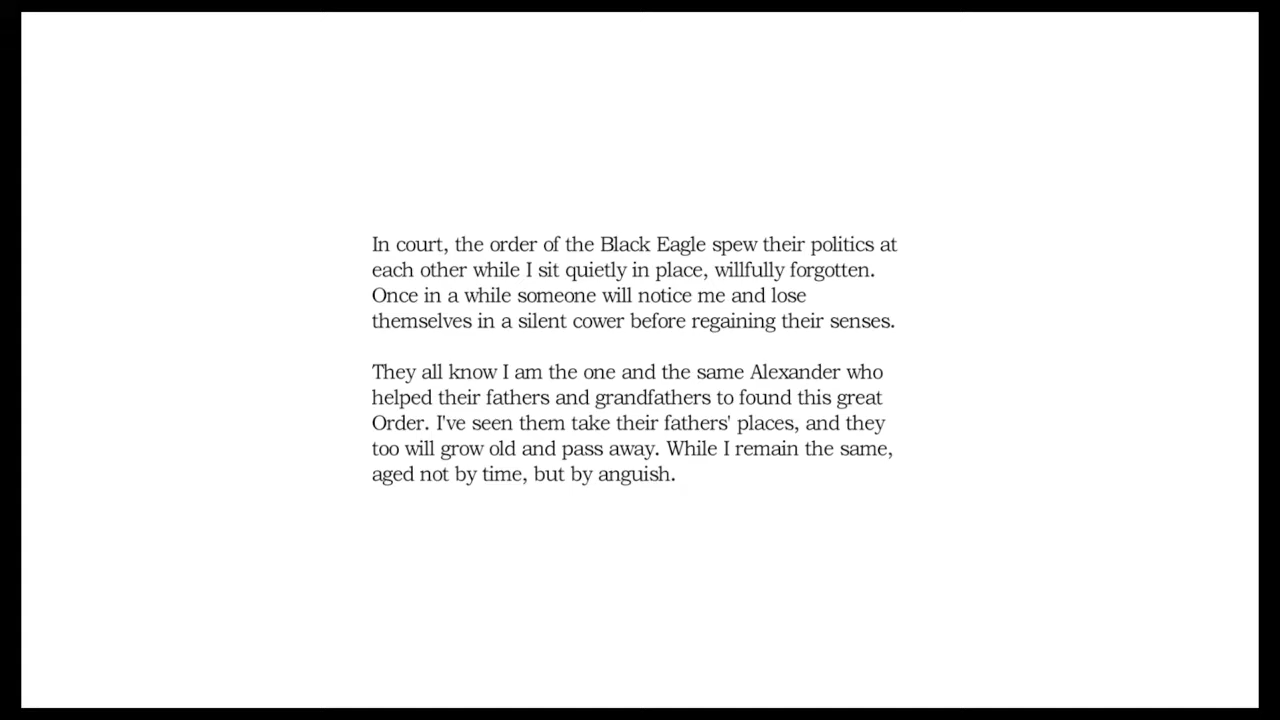 In court, the order of the Black Eagle spew their politics at
each other while I sit quietly in place, willfully forgotten.
Once in a while someone will notice me and lose
themselves in a silent cower before regaining their senses.
They all know I am the one and the same Alexander who
helped their fathers and grandfathers to found this great
Order. I've seen them take their fathers' places, and they
too will grow old and pass away. While I remain the same,
aged not by time, but by anguish.